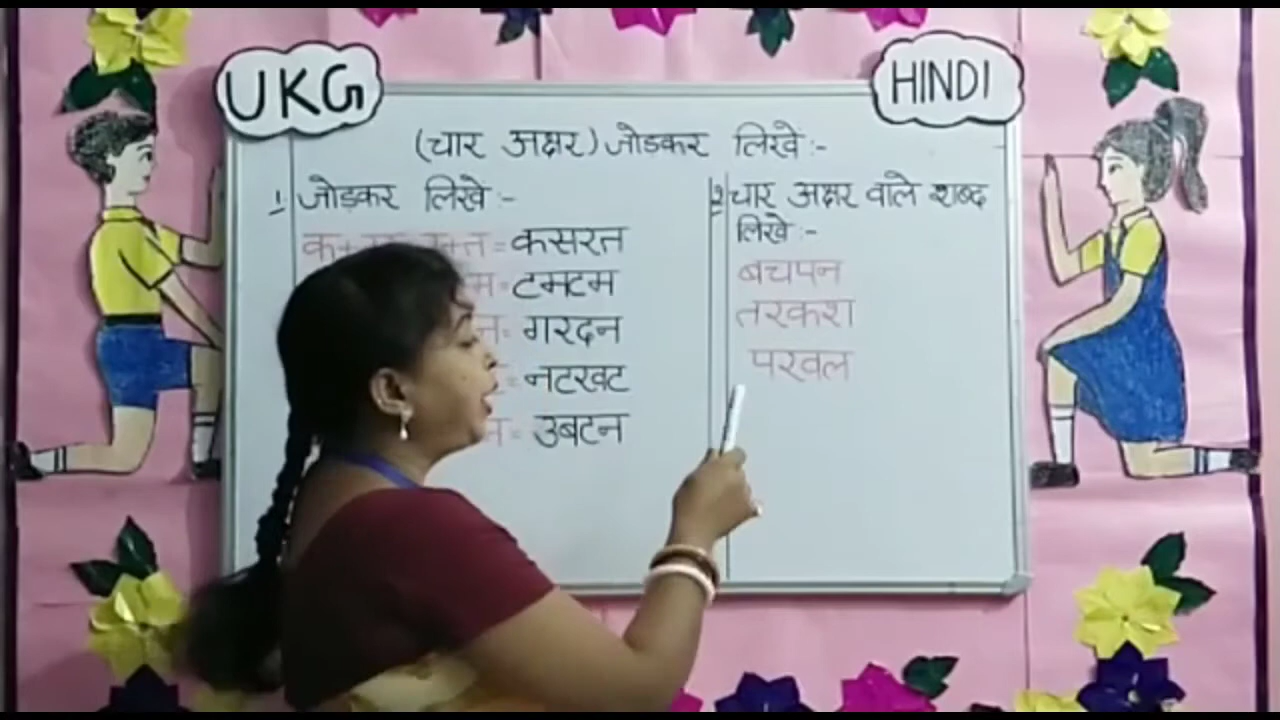 UKG
HINDI
(चार अक्षर) जोड़कर लिखे :-
1 जोड़कर लिखे :-
= कसरत
म = टमटम
न = गरदन
= नटखट
न = उबटन
2 चार अक्षर वाले शब्द
लिखे :-
बचपन
तरकश
परवल